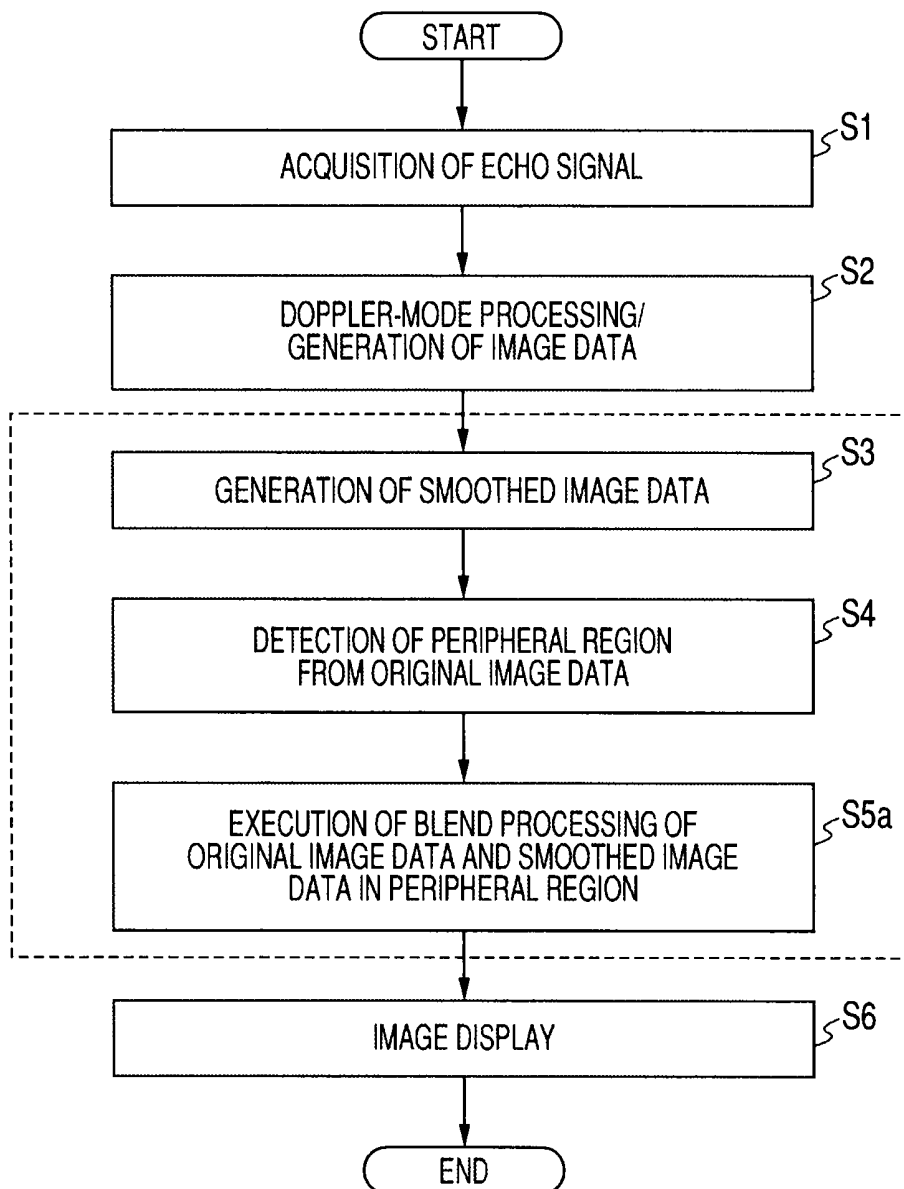 START
S1
ACQUISITION OF ECHO SIGNAL
S2
DOPPLER-MODE PROCESSING/
GENERATION OF IMAGE DATA
S3
GENERATION OF SMOOTHED IMAGE DATA
S4
DETECTION OF PERIPHERAL REGION
FROM ORIGINAL IMAGE DATA
S5a
EXECUTION OF BLEND PROCESSING OF
ORIGINAL IMAGE DATA AND SMOOTHED IMAGE
DATA IN PERIPHERAL REGION
S6
IMAGE DISPLAY
END